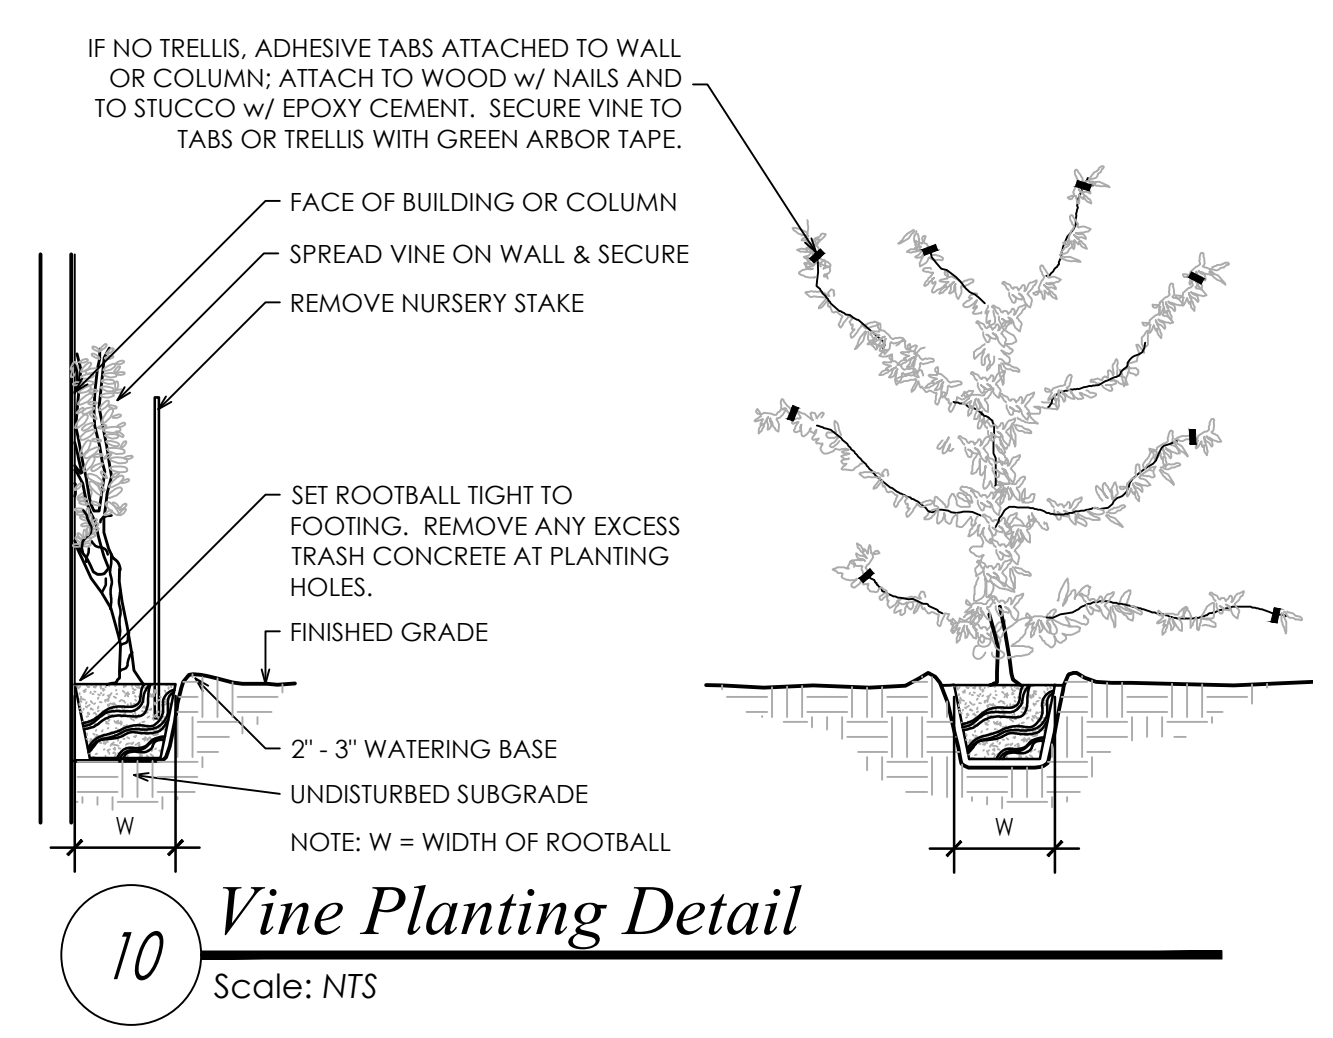 IF NO TRELLIS, ADHESIVE TABS ATTACHED TO WALL
OR COLUMN; ATTACH TO WOOD w/ NAILS AND
TO STUCCO w/ EPOXY CEMENT.  SECURE VINE TO
TABS OR TRELLIS WITH GREEN ARBOR TAPE.
FACE OF BUILDING OR COLUMN
SPREAD VINE ON WALL & SECURE
REMOVE NURSERY STAKE
SET ROOTBALL TIGHT TO
FOOTING.  REMOVE ANY EXCESS
TRASH CONCRETE AT PLANTING
HOLES.
FINISHED GRADE
2" - 3" WATERING BASE
UNDISTURBED SUBGRADE
W
W
NOTE: W = WIDTH OF ROOTBALL
10
Vine Planting Detail
Scale: NTS